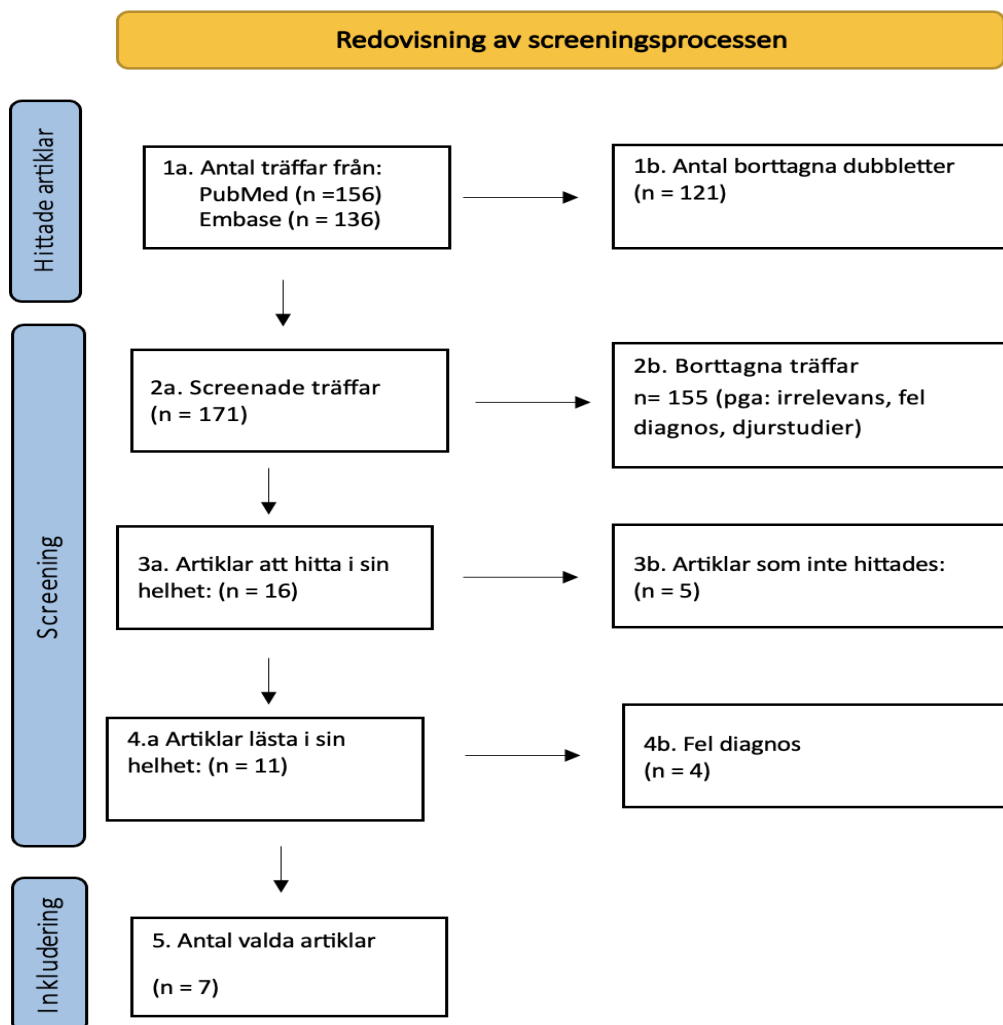 Redovisning av screeningsprocessen
Hittade artiklar
1a. Antal träffar från:
PubMed (n =156)
Embase (n = 136)
1b. Antal borttagna dubbletter
(n = 121)
Screening
2a. Screenade träffar
(n = 171)
2b. Borttagna träffar
n= 155 (pga: irrelevans, fel
diagnos, djurstudier)
3a. Artiklar att hitta i sin
helhet: (n = 16)
3b. Artiklar som inte hittades:
(n = 5)
4.a Artiklar lästa i sin
helhet: (n = 11)
4b. Fel diagnos
(n = 4)
Inkludering
5. Antal valda artiklar
(n = 7)